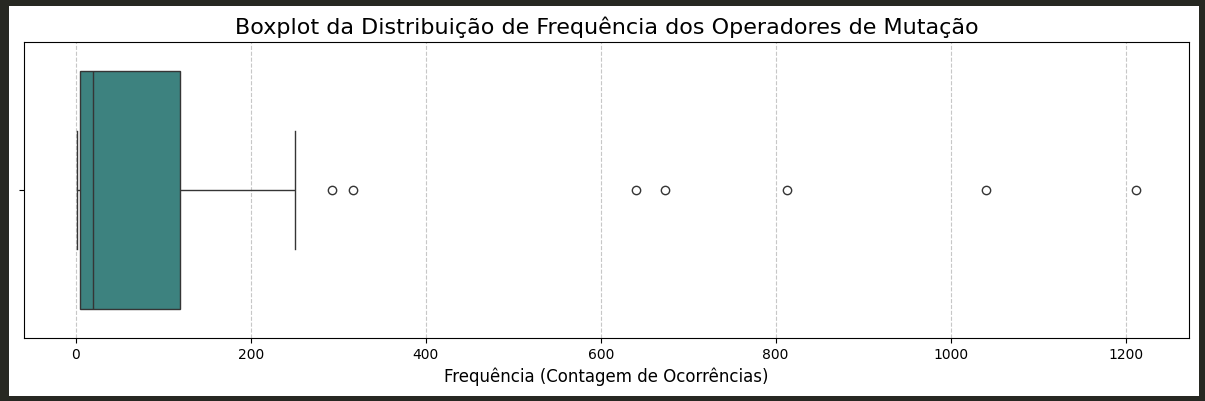 Boxplot da Distribuição de Frequência dos Operadores de Mutação
0 200 400 600 800 1000 1200
Frequência (Contagem de Ocorrências)